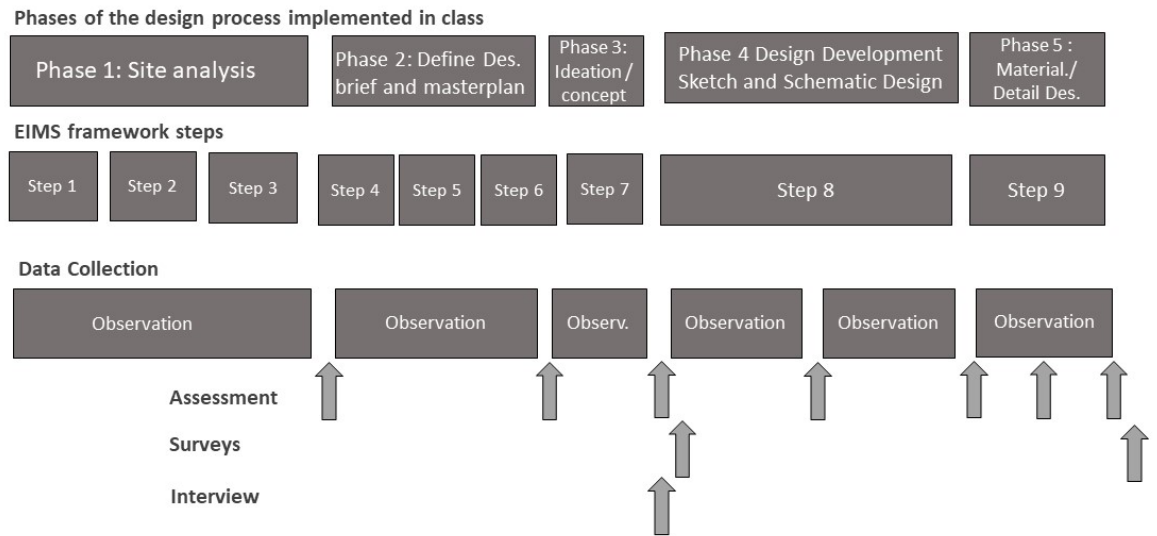 Phases of the design process implemented in class
Phase 1: Site analysis
Phase 2: Define Des.
brief and masterplan
Phase 3:
Ideation /
concept
Phase 4 Design Development
Sketch and Schematic Design
Phase 5 :
Material./
Detail Des.
EIMS framework steps
Step 1
Step 2
Step 3
Step 4
Step 5
Step 6
Step 7
Step 8
Step 9
Data Collection
Observation
Observation
Observ.
Observation
Observation
Observation
Assessment
Surveys
Interview